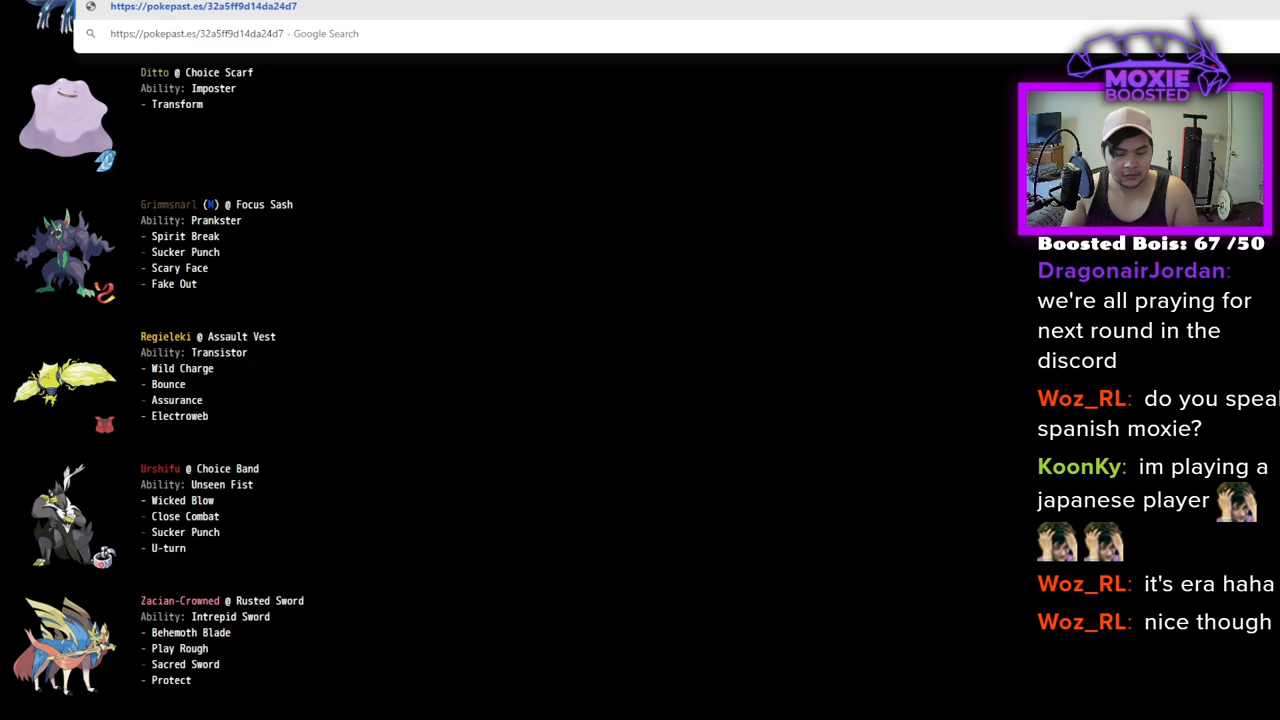 https://pokepast.es/32a5ff9d14da24d7
https://pokepast.es/32a5ff9d14da24d7 - Google Search
Ditto @ Choice Scarf
Ability: Imposter
- Transform
Grimmsnarl (M) @ Focus Sash
Ability: Prankster
- Spirit Break
- Sucker Punch
- Scary Face
- Fake Out
Regieleki @ Assault Vest
Ability: Transistor
- Wild Charge
- Bounce
- Assurance
- Electroweb
Urshifu @ Choice Band
Ability: Unseen Fist
- Wicked Blow
- Close Combat
- Sucker Punch
- U-turn
Zacian-Crowned @ Rusted Sword
Ability: Intrepid Sword
- Behemoth Blade
- Play Rough
- Sacred Sword
- Protect
MOXIE
BOOSTED
Boosted Bois: 67 /50
DragonairJordan:
we're all praying for
next round in the
discord
Woz_RL: do you speak
spanish moxie?
KoonKy: im playing a
japanese player
Woz_RL: it's era haha
Woz_RL: nice though